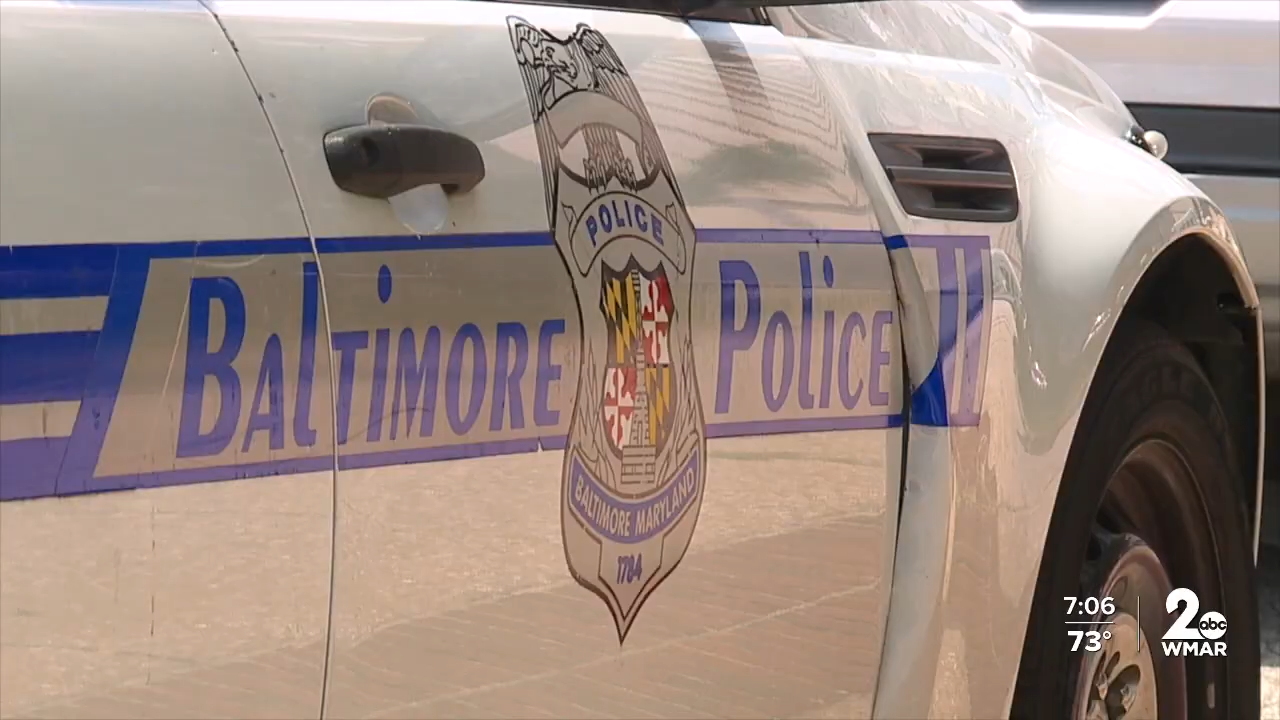 POLICE
BALTIMORE POLICE
BALTIMORE MARYLAND
1784
7:06
73°
2 abc
WMAR